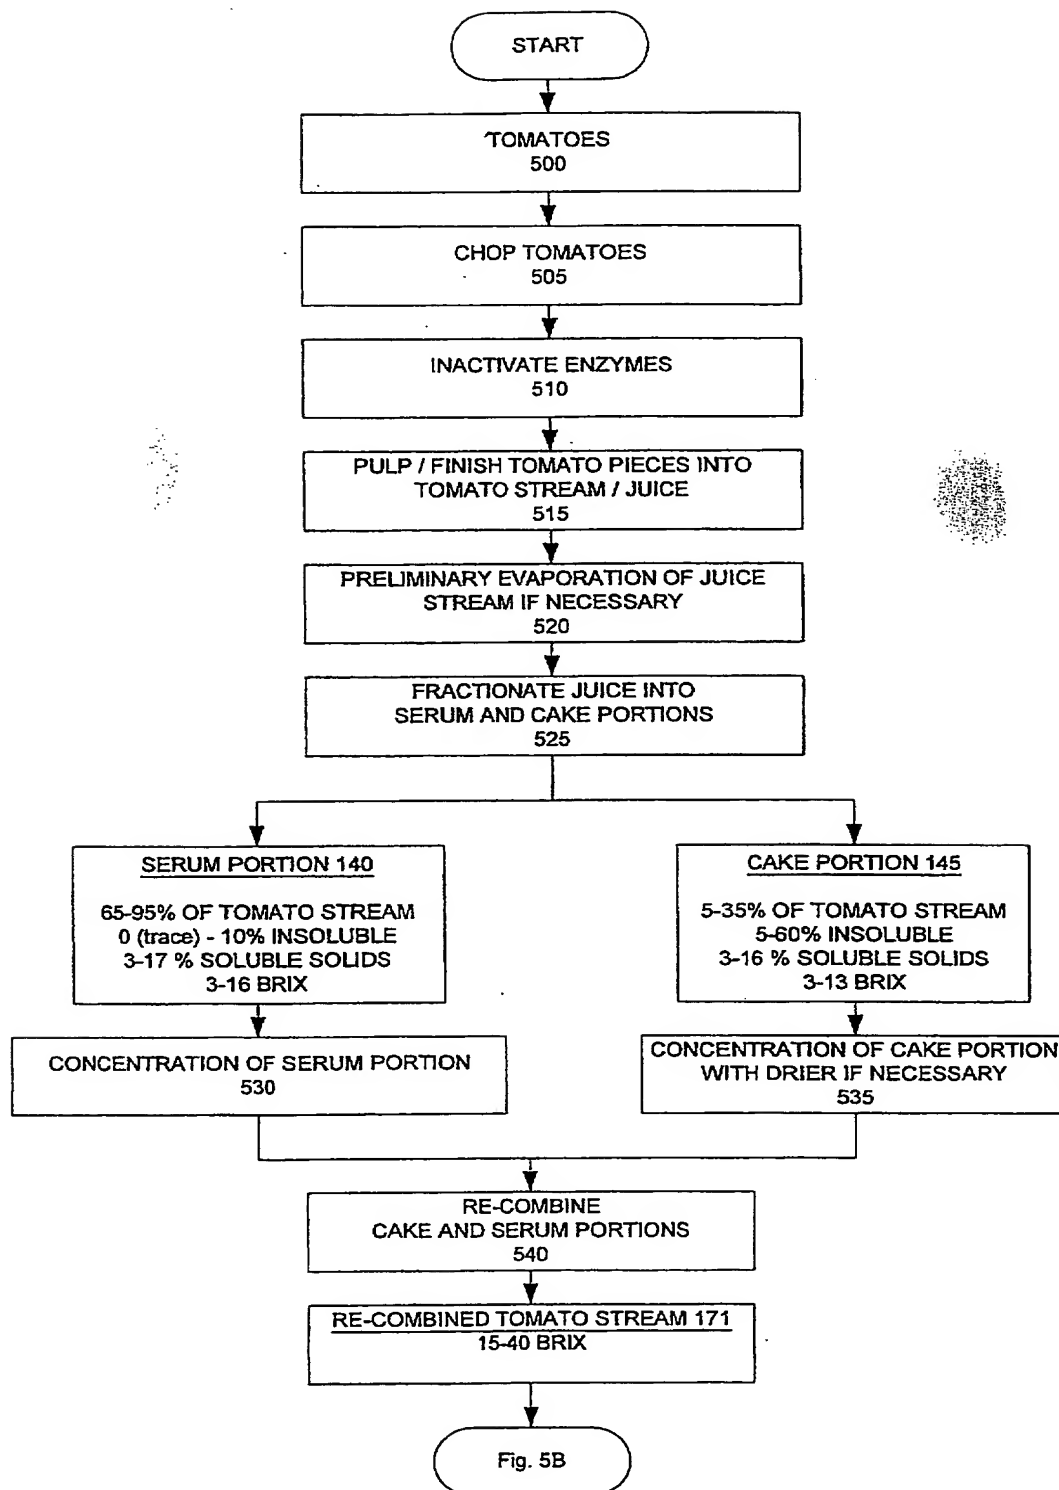 START
TOMATOES
500
CHOP TOMATOES
505
INACTIVATE ENZYMES
510
PULP / FINISH TOMATO PIECES INTO
TOMATO STREAM / JUICE
515
PRELIMINARY EVAPORATION OF JUICE
STREAM IF NECESSARY
520
FRACTIONATE JUICE INTO
SERUM AND CAKE PORTIONS
525
SERUM PORTION 140
65-95% OF TOMATO STREAM
0 (trace) - 10% INSOLUBLE
3-17 % SOLUBLE SOLIDS
3-16 BRIX
CAKE PORTION 145
5-35% OF TOMATO STREAM
5-60% INSOLUBLE
3-16 % SOLUBLE SOLIDS
3-13 BRIX
CONCENTRATION OF SERUM PORTION
530
CONCENTRATION OF CAKE PORTION
WITH DRIER IF NECESSARY
535
RE-COMBINE
CAKE AND SERUM PORTIONS
540
RE-COMBINED TOMATO STREAM 171
15-40 BRIX
Fig. 5B